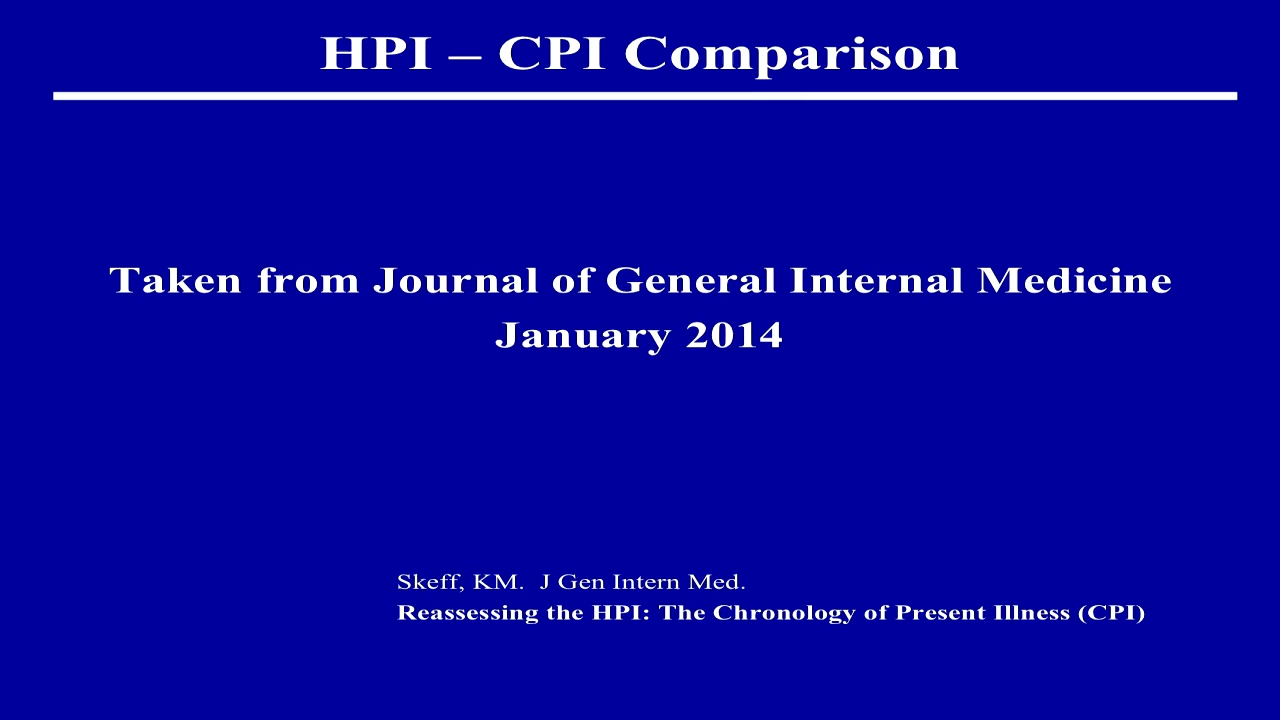 HPI – CPI Comparison
Taken from Journal of General Internal Medicine
January 2014
Skeff, KM.  J Gen Intern Med.
Reassessing the HPI: The Chronology of Present Illness (CPI)